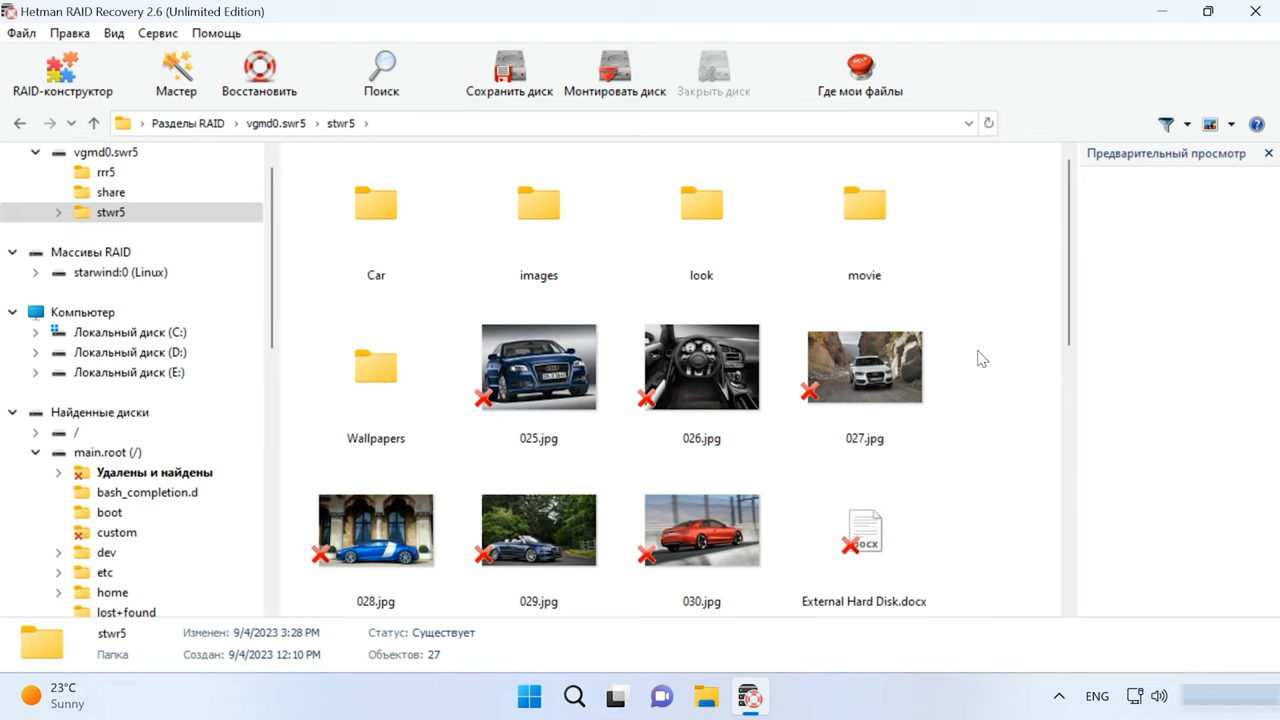 Hetman RAID Recovery 2.6 (Unlimited Edition)
Файл Правка Вид Сервис Помощь
HELP
RAID-конструктор Мастер Восстановить Поиск Сохранить диск Монтировать диск Закрыть диск Где мои файлы
Разделы RAID vgmd0.swr5 stwr5
Предварительный просмотр
vgmd0.swr5
rrr5
share
stwr5
Массивы RAID
starwind:0 (Linux)
Компьютер
Локальный диск (C:)
Локальный диск (D:)
Локальный диск (E:)
Найденные диски
/
main.root (/)
Удалены и найдены
bash_completion.d
boot
custom
dev
etc
home
lost+found
Car images look movie
Wallpapers 025.jpg 026.jpg 027.jpg
DOCX
028.jpg 029.jpg 030.jpg External Hard Disk.docx
stwr5 Изменен: 9/4/2023 3:28 PM Статус: Существует
Папка Создан: 9/4/2023 12:10 PM Объектов: 27
23°C
Sunny
ENG